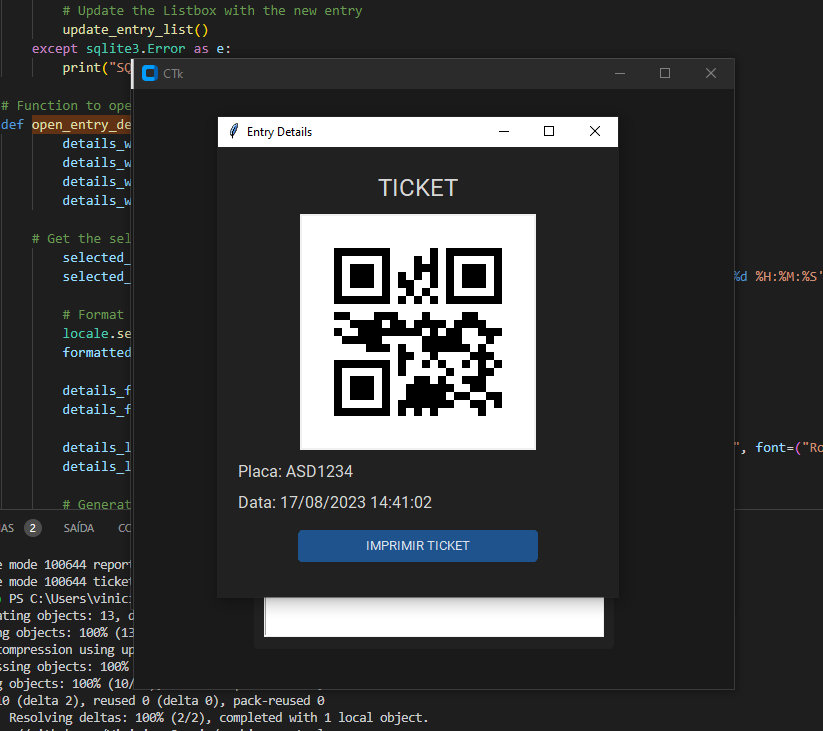 # Update the Listbox with the new entry
update_entry_list()
except sqlite3.Error as e:
print("SQ
CTk
# Function to ope
def open_entry_de
details_w
details_w
details_w
details_w
# Get the sel
selected_
selected_
%d %H:%M:%S'
# Format
locale.se
formatted
details_f
details_f
details_l
", font=("Ro
details_l
# Generat
Entry Details
TICKET
Placa: ASD1234
Data: 17/08/2023 14:41:02
IMPRIMIR TICKET
AS 2 SAÍDA CO
e mode 100644 report
e mode 100644 ticket
PS C:\Users\vinici
ating objects: 13, d
ng objects: 100% (13
ompression using up
ssing objects: 100%
g objects: 100% (10/
10 (delta 2), reused 0 (delta 0), pack-reused 0
Resolving deltas: 100% (2/2), completed with 1 local object.